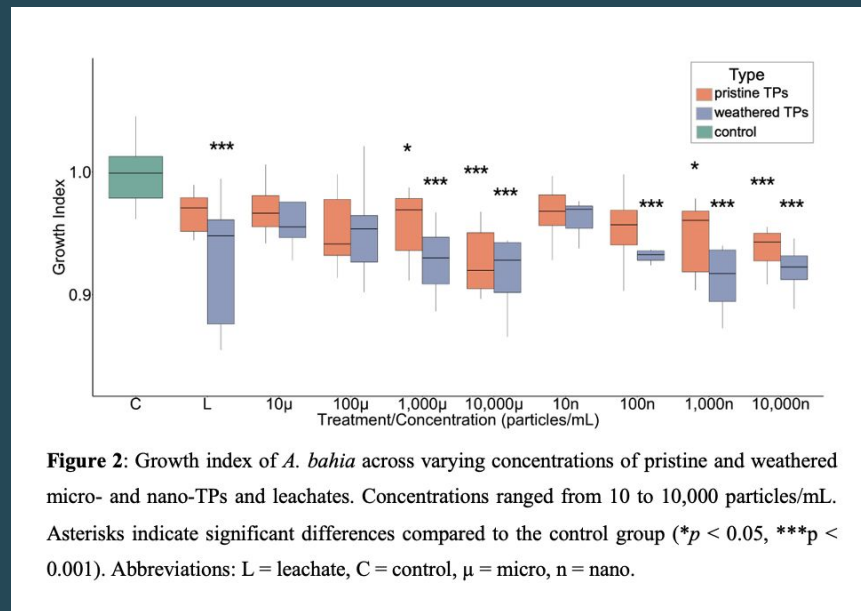 Type
pristine TPs
weathered TPs
control
*
***
***
***
***
*
***
***
***
***
1.0
0.9
Growth Index
C L 10μ 100μ 1,000μ 10,000μ 10n 100n 1,000n 10,000n
Treatment/Concentration (particles/mL)
Figure 2: Growth index of A. bahia across varying concentrations of pristine and weathered
micro- and nano-TPs and leachates. Concentrations ranged from 10 to 10,000 particles/mL.
Asterisks indicate significant differences compared to the control group (*p < 0.05, ***p <
0.001). Abbreviations: L = leachate, C = control, μ = micro, n = nano.